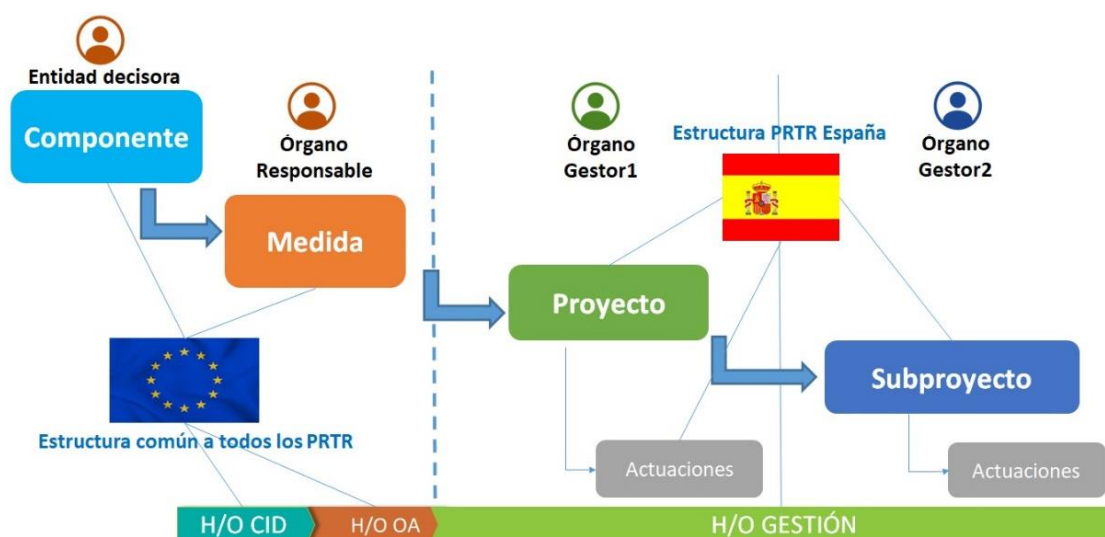 Entidad decisora
Componente
Órgano
Responsable
Medida
Estructura común a todos los PRTR
Órgano
Gestor1
Estructura PRTR España
Órgano
Gestor2
Proyecto
Subproyecto
Actuaciones
Actuaciones
H/O CID
H/O OA
H/O GESTIÓN